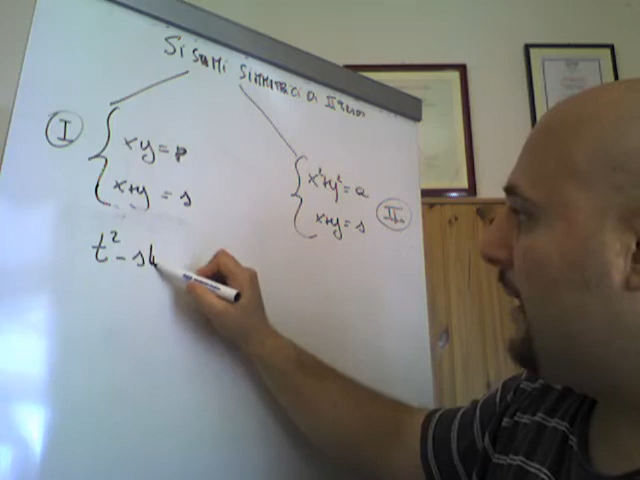 SISTEMI SIMMETRICI DI II GRADO
I
xy = p
x+y = s
x²+y² = a
x+y = s
II
t² - st